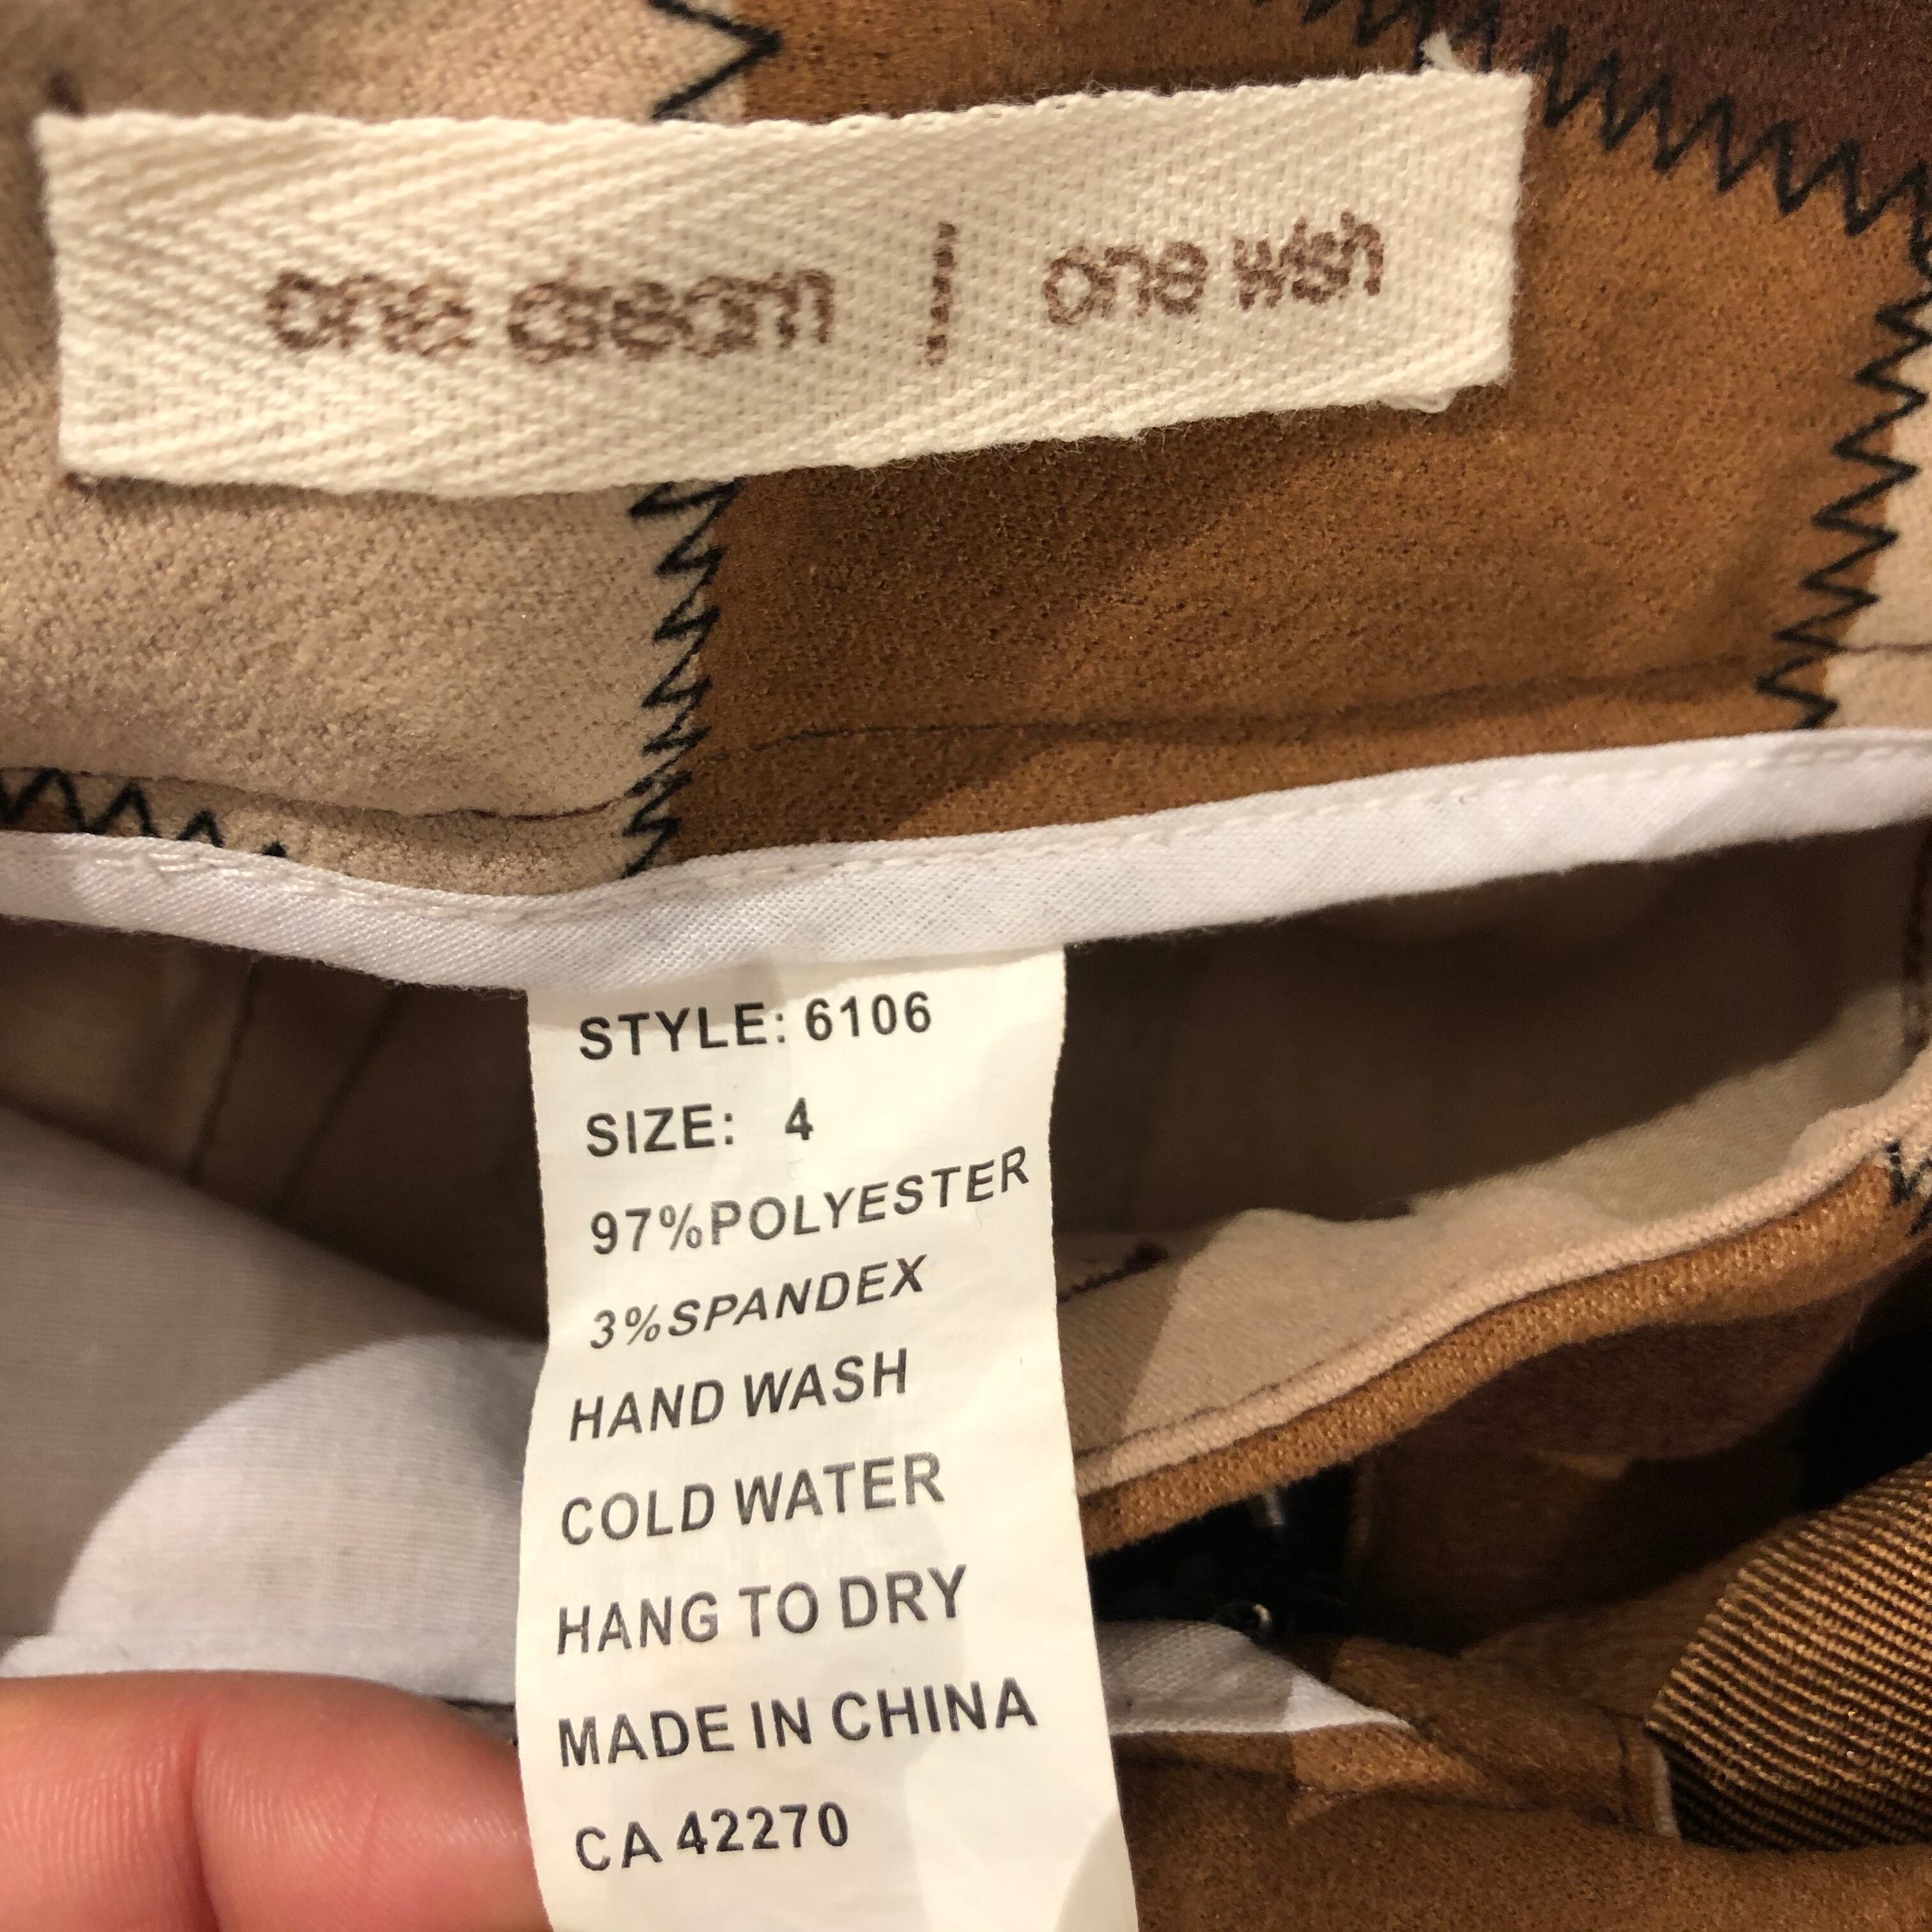 one dream | one wish
STYLE: 6106
SIZE: 4
97%POLYESTER
3%SPANDEX
HAND WASH
COLD WATER
HANG TO DRY
MADE IN CHINA
CA 42270